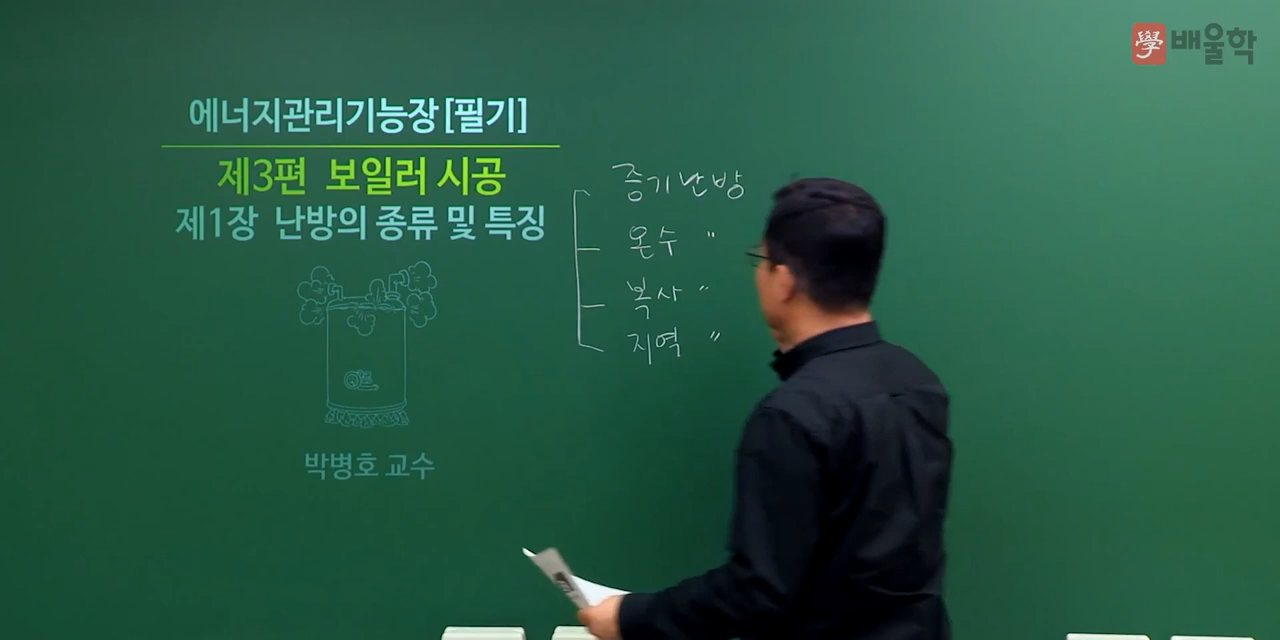 學 배울학
에너지관리기능장[필기]
제3편 보일러 시공
제1장 난방의 종류 및 특징
박병호 교수
증기난방
온수 〃
복사 〃
지역 〃